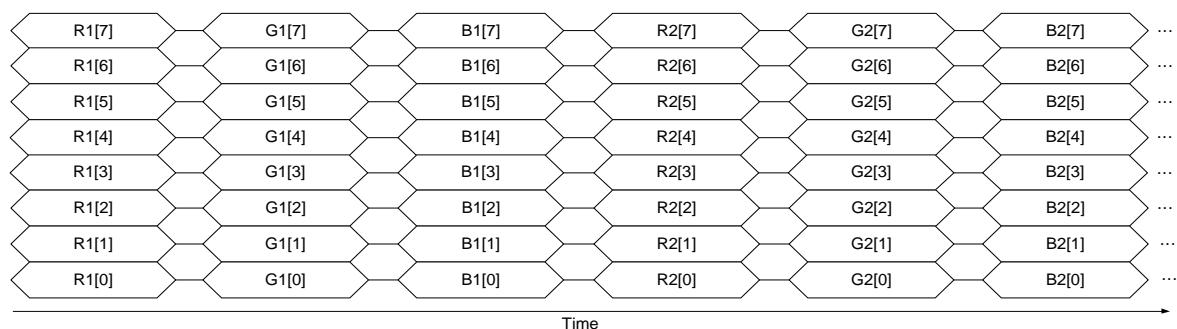 R1[7] G1[7] B1[7] R2[7] G2[7] B2[7] ...
R1[6] G1[6] B1[6] R2[6] G2[6] B2[6] ...
R1[5] G1[5] B1[5] R2[5] G2[5] B2[5] ...
R1[4] G1[4] B1[4] R2[4] G2[4] B2[4] ...
R1[3] G1[3] B1[3] R2[3] G2[3] B2[3] ...
R1[2] G1[2] B1[2] R2[2] G2[2] B2[2] ...
R1[1] G1[1] B1[1] R2[1] G2[1] B2[1] ...
R1[0] G1[0] B1[0] R2[0] G2[0] B2[0] ...
Time